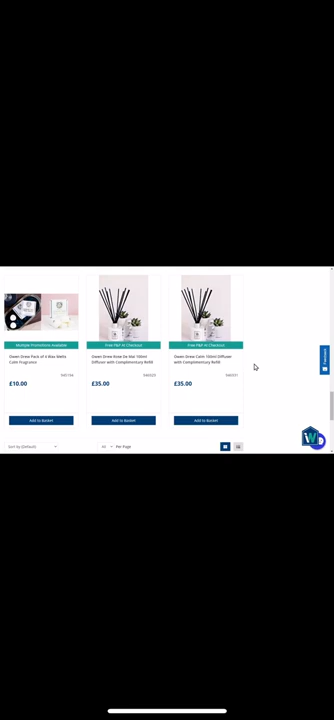 Multiple Promotions Available
Free P&P At Checkout
Free P&P At Checkout
Owen Drew Pack of 4 Wax Melts
Calm Fragrance
Owen Drew Rose De Mai 100ml
Diffuser with Complimentary Refill
Owen Drew Calm 100ml Diffuser
with Complimentary Refill
£10.00
£35.00
£35.00
Add to Basket
Add to Basket
Add to Basket
Sort by (Default)
Per Page
Feedback